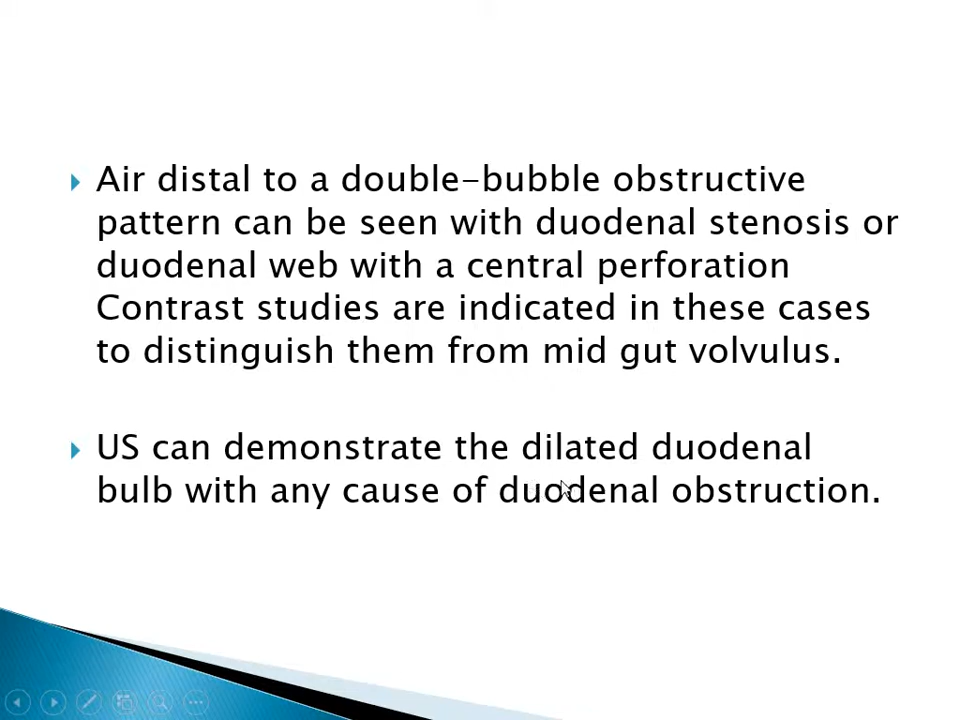 Air distal to a double-bubble obstructive
pattern can be seen with duodenal stenosis or
duodenal web with a central perforation
Contrast studies are indicated in these cases
to distinguish them from mid gut volvulus.
US can demonstrate the dilated duodenal
bulb with any cause of duodenal obstruction.